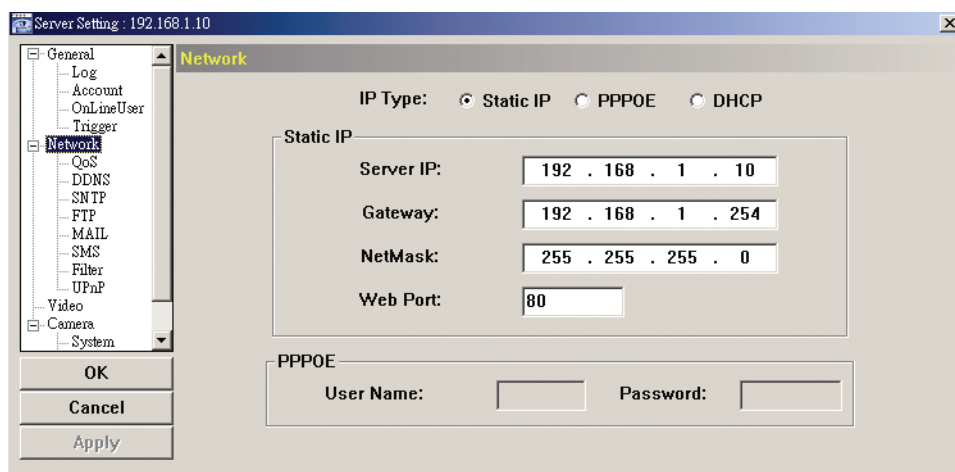 Server Setting : 192.168.1.10
General
Log
Account
OnLineUser
Trigger
Network
QoS
DDNS
SNTP
FTP
MAIL
SMS
Filter
UPnP
Video
Camera
System
OK
Cancel
Apply
Network
IP Type: Static IP PPPOE DHCP
Static IP
Server IP: 192 . 168 . 1 . 10
Gateway: 192 . 168 . 1 . 254
NetMask: 255 . 255 . 255 . 0
Web Port: 80
PPPOE
User Name: Password: